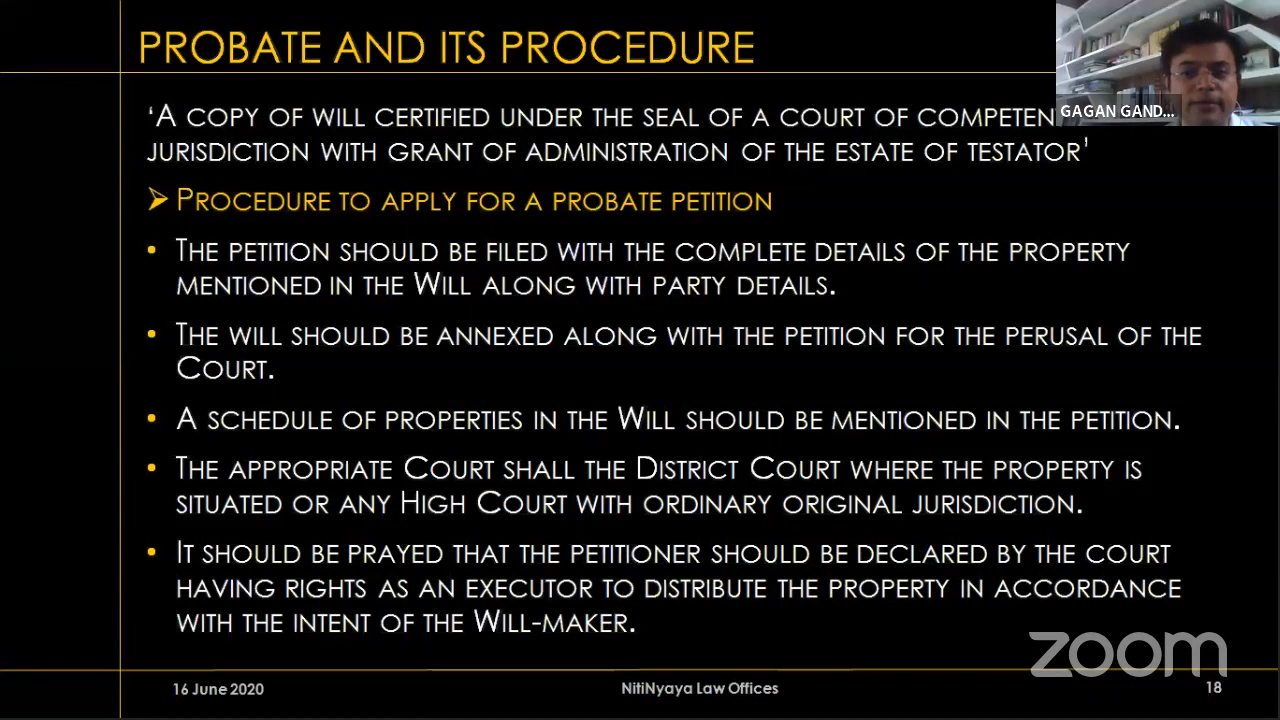 PROBATE AND ITS PROCEDURE
GAGAN GAND...
‘A COPY OF WILL CERTIFIED UNDER THE SEAL OF A COURT OF COMPETEN
JURISDICTION WITH GRANT OF ADMINISTRATION OF THE ESTATE OF TESTATOR’
➢ PROCEDURE TO APPLY FOR A PROBATE PETITION
• THE PETITION SHOULD BE FILED WITH THE COMPLETE DETAILS OF THE PROPERTY
MENTIONED IN THE WILL ALONG WITH PARTY DETAILS.
• THE WILL SHOULD BE ANNEXED ALONG WITH THE PETITION FOR THE PERUSAL OF THE
COURT.
• A SCHEDULE OF PROPERTIES IN THE WILL SHOULD BE MENTIONED IN THE PETITION.
• THE APPROPRIATE COURT SHALL THE DISTRICT COURT WHERE THE PROPERTY IS
SITUATED OR ANY HIGH COURT WITH ORDINARY ORIGINAL JURISDICTION.
• IT SHOULD BE PRAYED THAT THE PETITIONER SHOULD BE DECLARED BY THE COURT
HAVING RIGHTS AS AN EXECUTOR TO DISTRIBUTE THE PROPERTY IN ACCORDANCE
WITH THE INTENT OF THE WILL-MAKER.
zoom
16 June 2020
NitiNyaya Law Offices
18